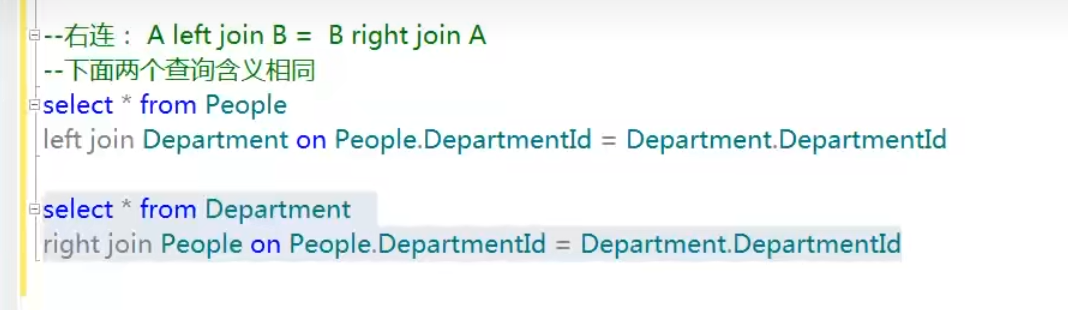 --右连： A left join B =  B right join A
--下面两个查询含义相同
select * from People
left join Department on People.DepartmentId = Department.DepartmentId
select * from Department
right join People on People.DepartmentId = Department.DepartmentId